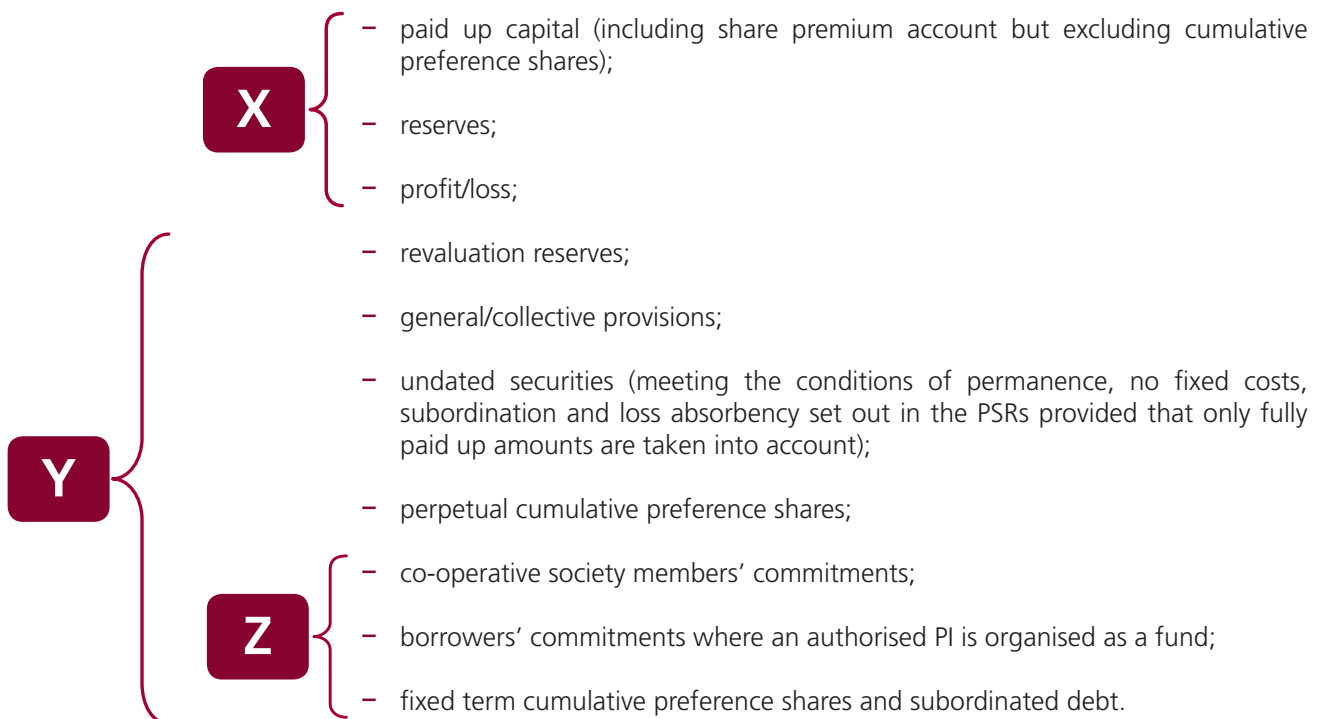 – paid up capital (including share premium account but excluding cumulative
preference shares);
X
– reserves;
– profit/loss;
– revaluation reserves;
– general/collective provisions;
– undated securities (meeting the conditions of permanence, no fixed costs,
subordination and loss absorbency set out in the PSRs provided that only fully
paid up amounts are taken into account);
Y
– perpetual cumulative preference shares;
– co-operative society members’ commitments;
Z
– borrowers’ commitments where an authorised PI is organised as a fund;
– fixed term cumulative preference shares and subordinated debt.